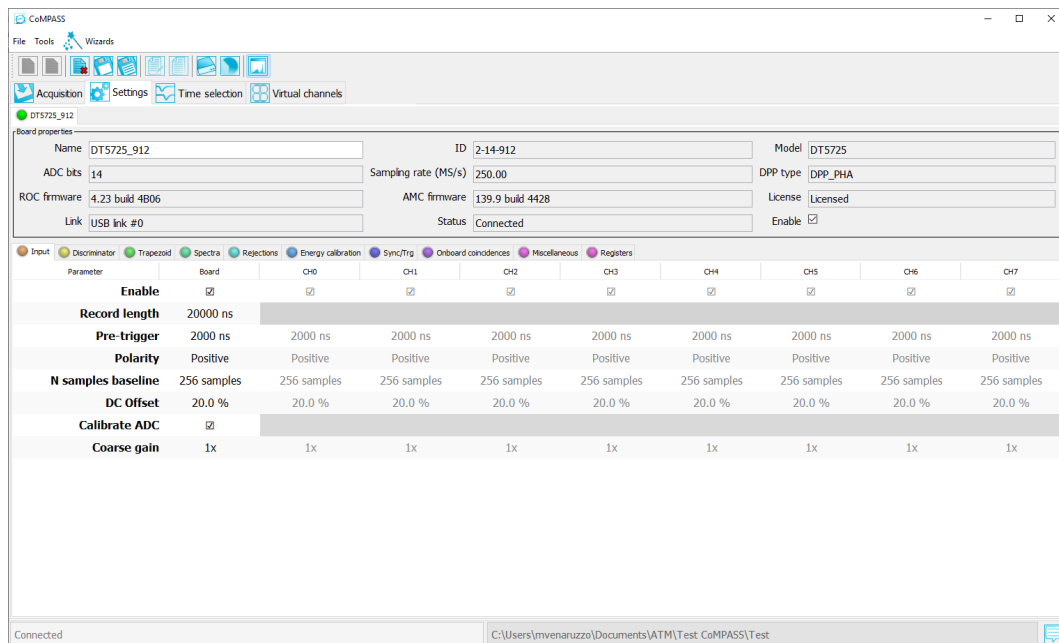 CoMPASS
File Tools Wizards
Acquisition Settings Time selection Virtual channels
DT5725_912
Board properties
Name DT5725_912 ID 2-14-912 Model DT5725
ADC bits 14 Sampling rate (MS/s) 250.00 DPP type DPP_PHA
ROC firmware 4.23 build 4B06 AMC firmware 139.9 build 4428 License Licensed
Link USB link #0 Status Connected Enable
Input Discriminator Trapezoid Spectra Rejections Energy calibration Sync/Trg Onboard coincidences Miscellaneous Registers
Parameter Board CH0 CH1 CH2 CH3 CH4 CH5 CH6 CH7
Enable
Record length 20000 ns
Pre-trigger 2000 ns 2000 ns 2000 ns 2000 ns 2000 ns 2000 ns 2000 ns 2000 ns 2000 ns
Polarity Positive Positive Positive Positive Positive Positive Positive Positive Positive
N samples baseline 256 samples 256 samples 256 samples 256 samples 256 samples 256 samples 256 samples 256 samples 256 samples
DC Offset 20.0 % 20.0 % 20.0 % 20.0 % 20.0 % 20.0 % 20.0 % 20.0 % 20.0 %
Calibrate ADC
Coarse gain 1x 1x 1x 1x 1x 1x 1x 1x 1x
Connected C:\Users\mvenaruzzo\Documents\ATM\Test CoMPASS\Test